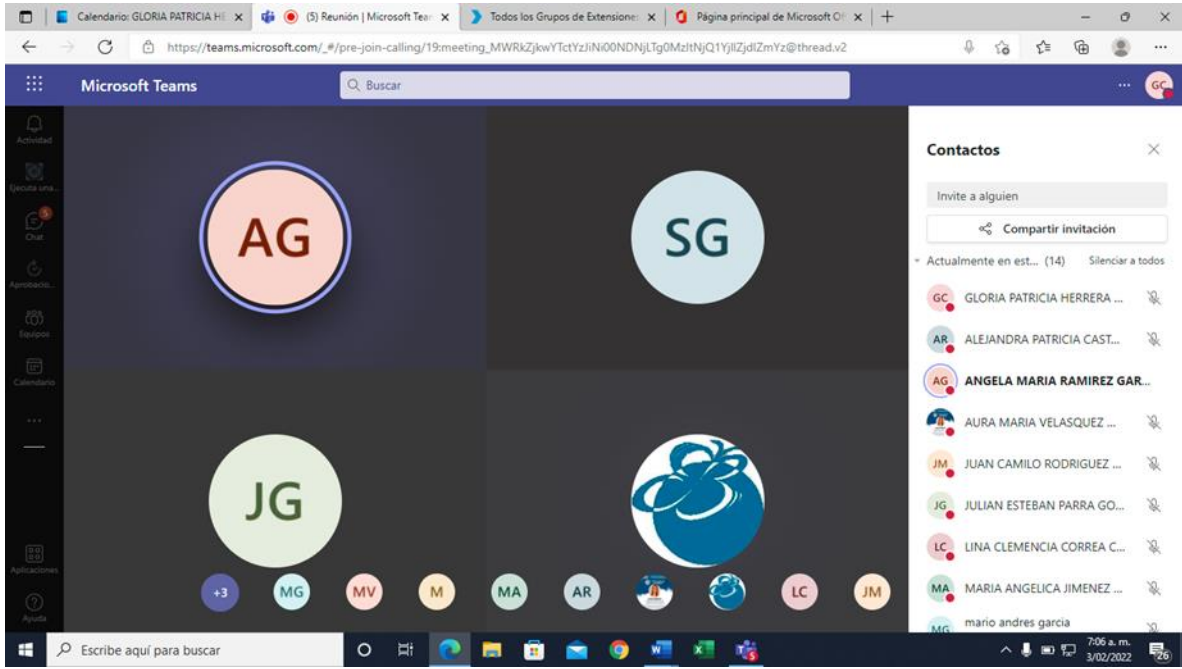 Calendario: GLORIA PATRICIA HE
(5) Reunión | Microsoft Tea
Todos los Grupos de Extensione
Página principal de Microsoft Of
https://teams.microsoft.com/_#/pre-join-calling/19:meeting_
Microsoft Teams
Buscar
GC
Actividad
Ejecuta una...
5
Chat
Aprobacio...
Equipos
Calendario
Aplicaciones
Ayuda
AG
SG
JG
+3
MG
MV
M
MA
AR
LC
JM
Contactos
Invite a alguien
Compartir invitación
Actualmente en est... (14) Silenciar a todos
GC GLORIA PATRICIA HERRERA ...
AR ALEJANDRA PATRICIA CAST...
AG ANGELA MARIA RAMIREZ GAR...
AURA MARIA VELASQUEZ ...
JM JUAN CAMILO RODRIGUEZ ...
JG JULIAN ESTEBAN PARRA GO...
LC LINA CLEMENCIA CORREA C...
MA MARIA ANGELICA JIMENEZ ...
MG mario andres garcia
Escribe aquí para buscar
7:06 a. m.
3/02/2022
26